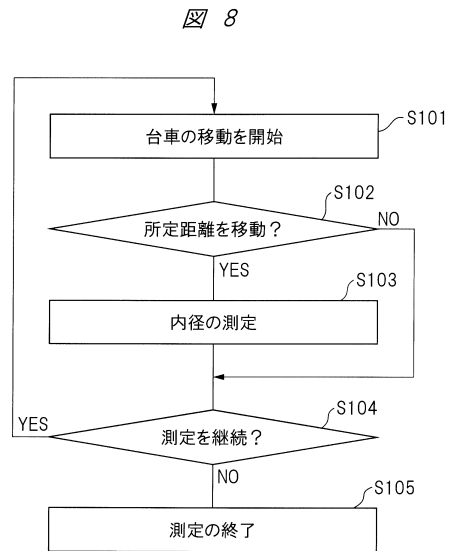 図 8
台車の移動を開始
S101
所定距離を移動?
S102
NO
YES
内径の測定
S103
測定を継続?
S104
YES
NO
測定の終了
S105